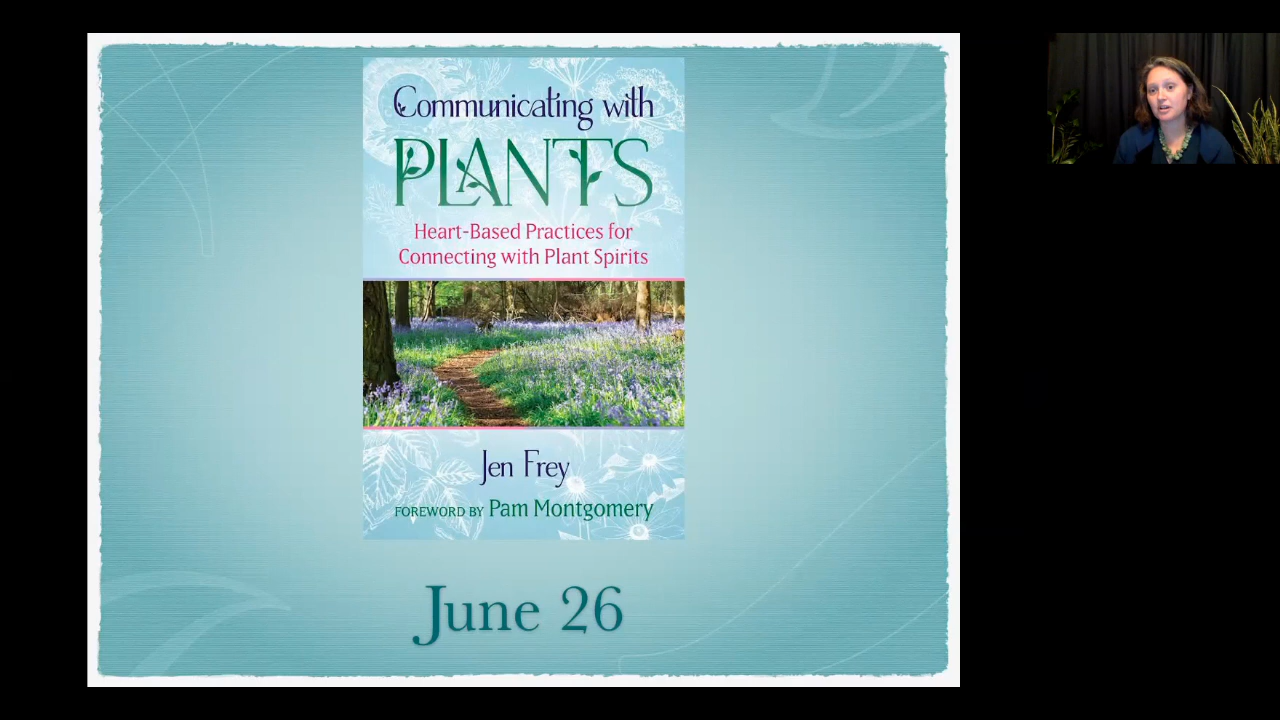 Communicating with
PLANTS
Heart-Based Practices for
Connecting with Plant Spirits
Jen Frey
FOREWORD BY Pam Montgomery
June 26